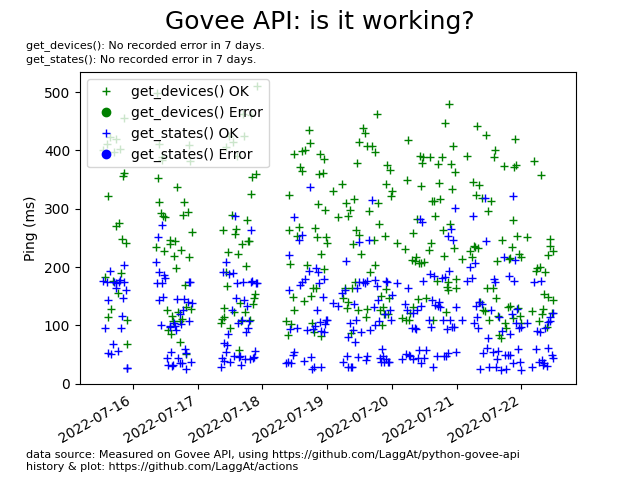 Govee API: is it working?
get_devices(): No recorded error in 7 days.
get_states(): No recorded error in 7 days.
get_devices() OK
get_devices() Error
get_states() OK
get_states() Error
Ping (ms)
500
400
300
200
100
0
2022-07-16
2022-07-17
2022-07-18
2022-07-19
2022-07-20
2022-07-21
2022-07-22
data source: Measured on Govee API, using https://github.com/LaggAt/python-govee-api
history & plot: https://github.com/LaggAt/actions